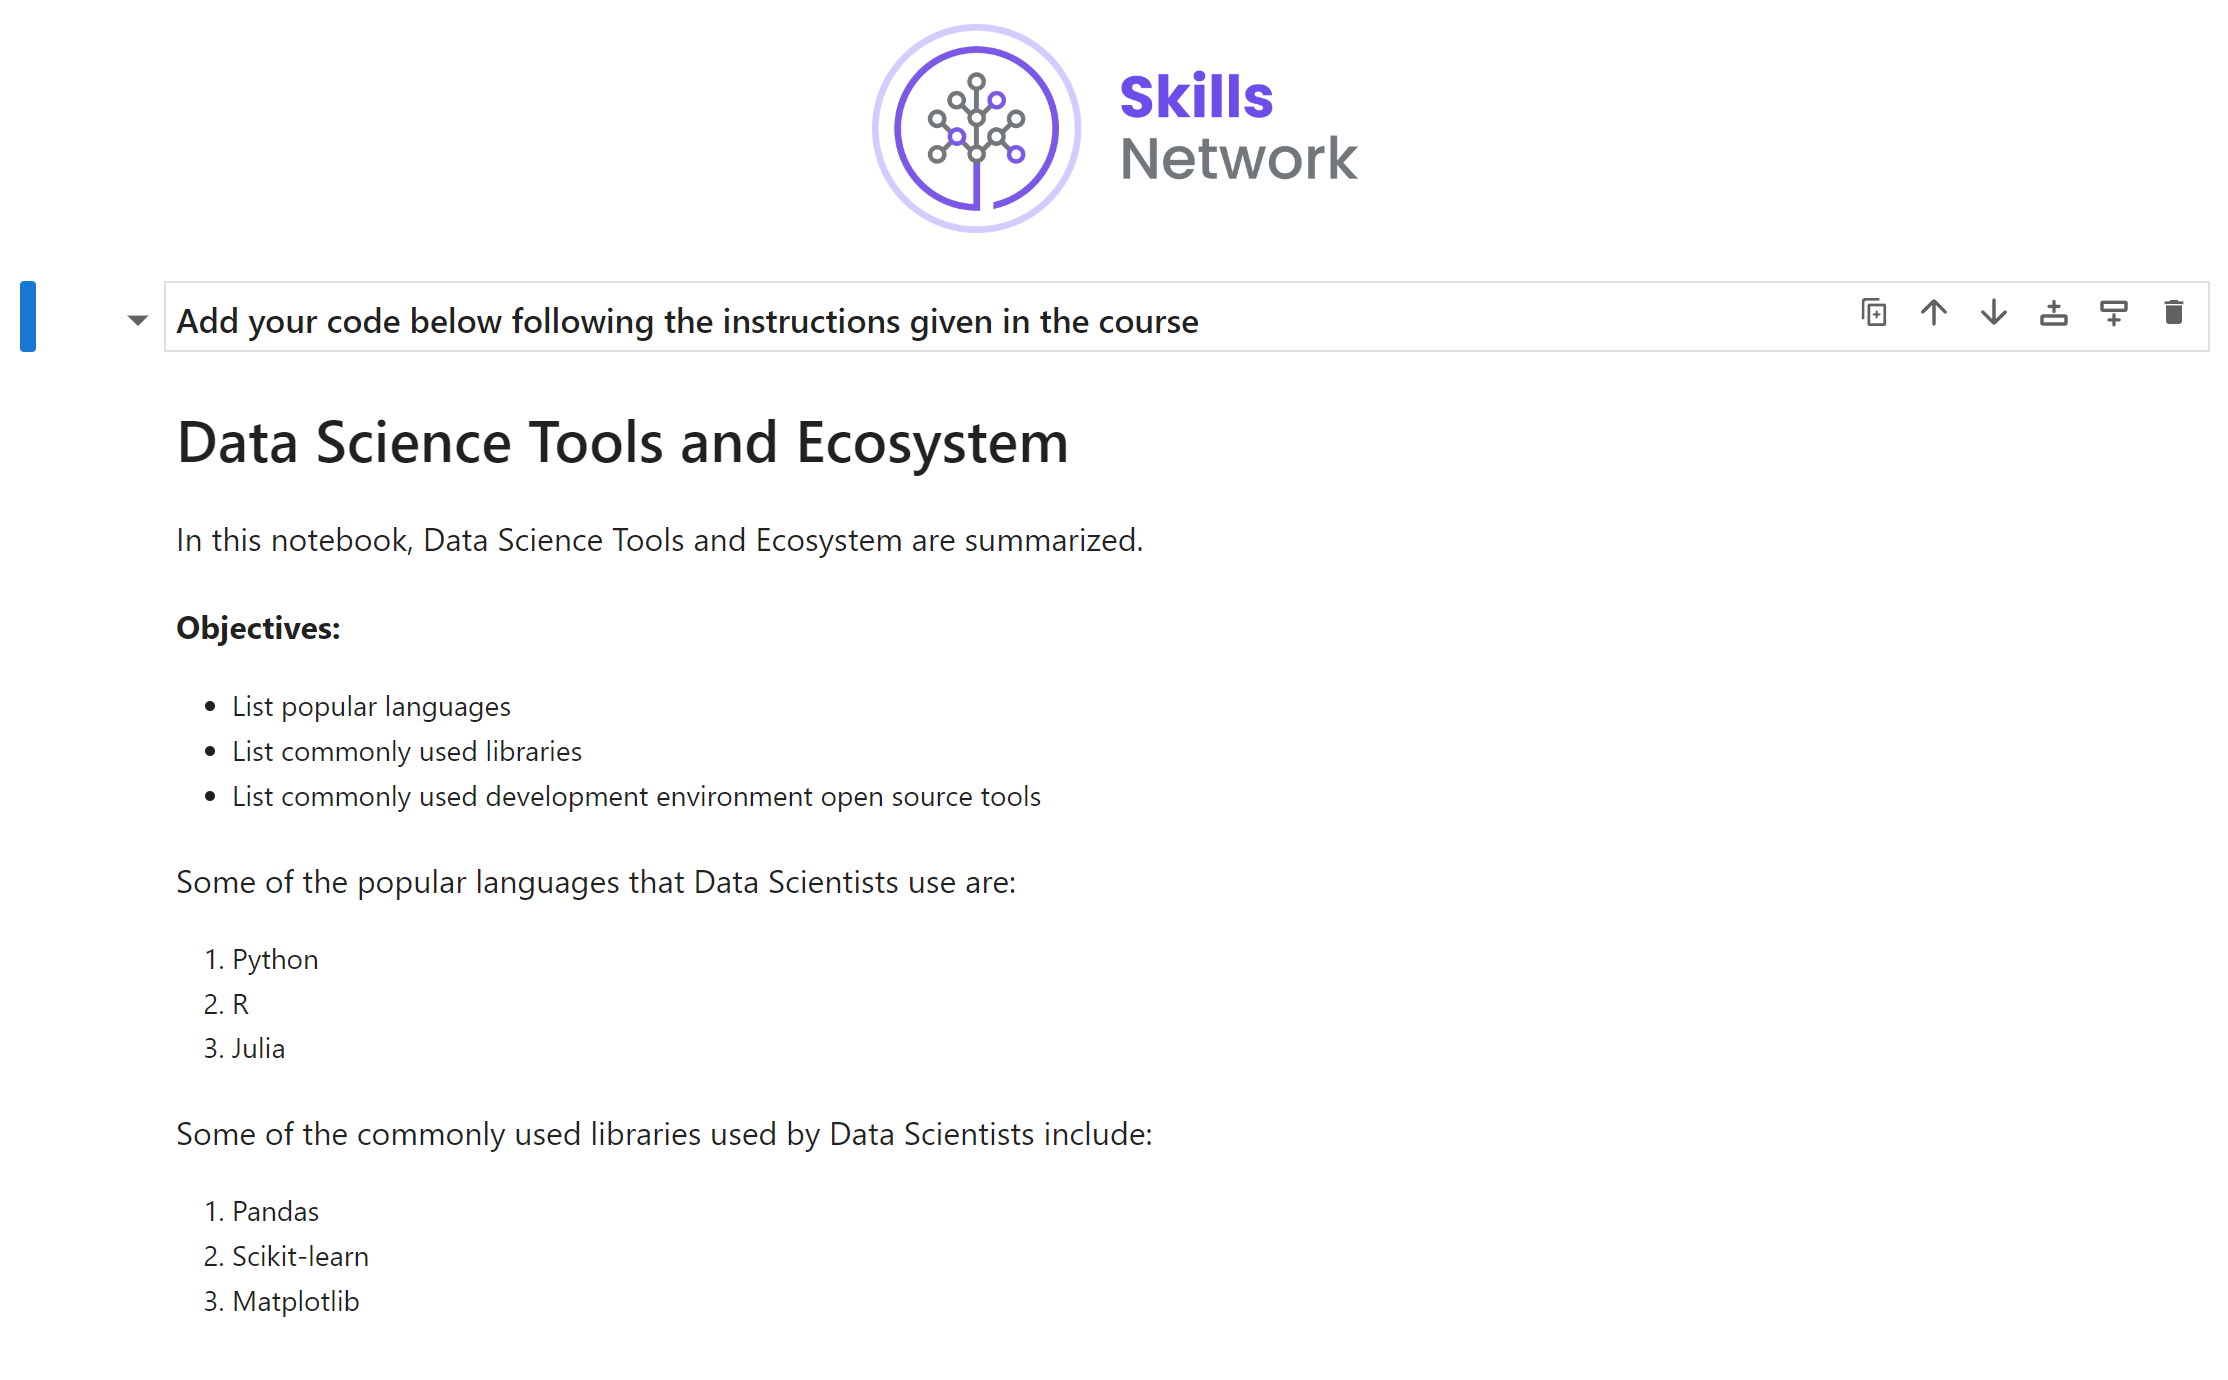 Skills
Network
Add your code below following the instructions given in the course
Data Science Tools and Ecosystem
In this notebook, Data Science Tools and Ecosystem are summarized.
Objectives:
• List popular languages
• List commonly used libraries
• List commonly used development environment open source tools
Some of the popular languages that Data Scientists use are:
1. Python
2. R
3. Julia
Some of the commonly used libraries used by Data Scientists include:
1. Pandas
2. Scikit-learn
3. Matplotlib